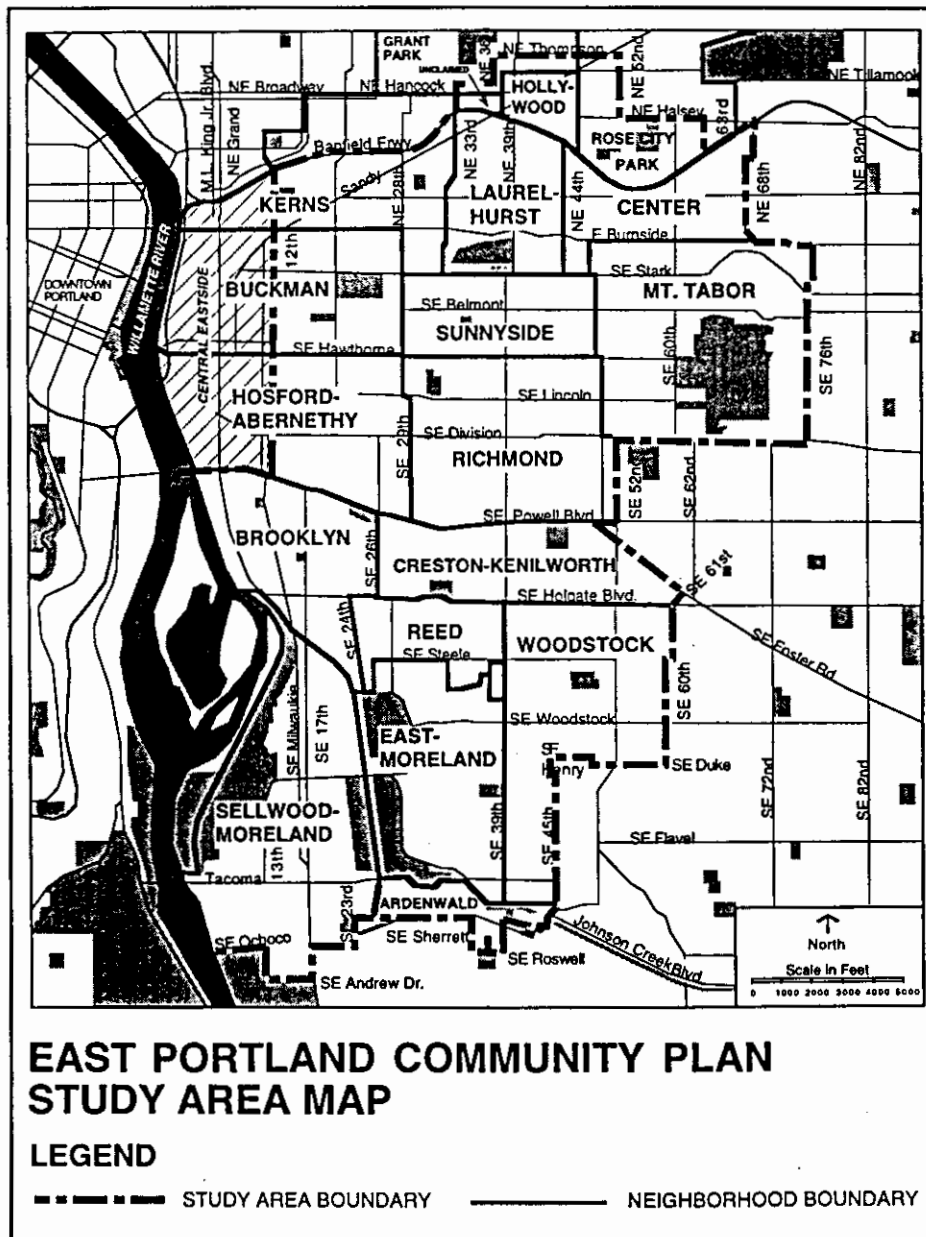 GRANT
PARK
UNCLAIMED
NE 36
NE Thompson
NE 52nd
NE Tillamook
M.L. King Jr. Blvd.
NE Grand
NE Broadway
NE Hancock
HOLLY-
WOOD
NE Halsey
63rd
Banfield Frwy
NE 33rd
NE 39th
ROSE CITY
PARK
NE 82nd
Sandy
NE 28th
NE 44th
NE 68th
KERNS
LAUREL-
HURST
CENTER
12th
E Burnside
WILLAMETTE RIVER
DOWNTOWN
PORTLAND
CENTRAL EASTSIDE
BUCKMAN
SE Stark
MT. TABOR
SE Belmont
SUNNYSIDE
SE Hawthorne
SE 60th
SE 76th
HOSFORD-
ABERNETHY
SE Lincoln
SE 29th
SE Division
RICHMOND
SE 52nd
SE 62nd
SE Powell Blvd.
BROOKLYN
SE 26th
CRESTON-KENILWORTH
SE 61st
SE Holgate Blvd.
SE 24th
REED
SE Steele
WOODSTOCK
SE Foster Rd
SE Milwaukie
SE 17th
SE 60th
EAST-
MORELAND
SE Woodstock
SE
Henry
SE Duke
SE 72nd
SE 82nd
SELLWOOD-
MORELAND
SE 39th
SE 45th
SE Flavel
Tacoma
13th
SE 23rd
ARDENWALD
SE Ochoco
SE Sherrett
SE Roswell
Johnson Creek Blvd
SE Andrew Dr.
North
Scale In Feet
0 1000 2000 3000 4000 5000
EAST PORTLAND COMMUNITY PLAN
STUDY AREA MAP
LEGEND
STUDY AREA BOUNDARY
NEIGHBORHOOD BOUNDARY